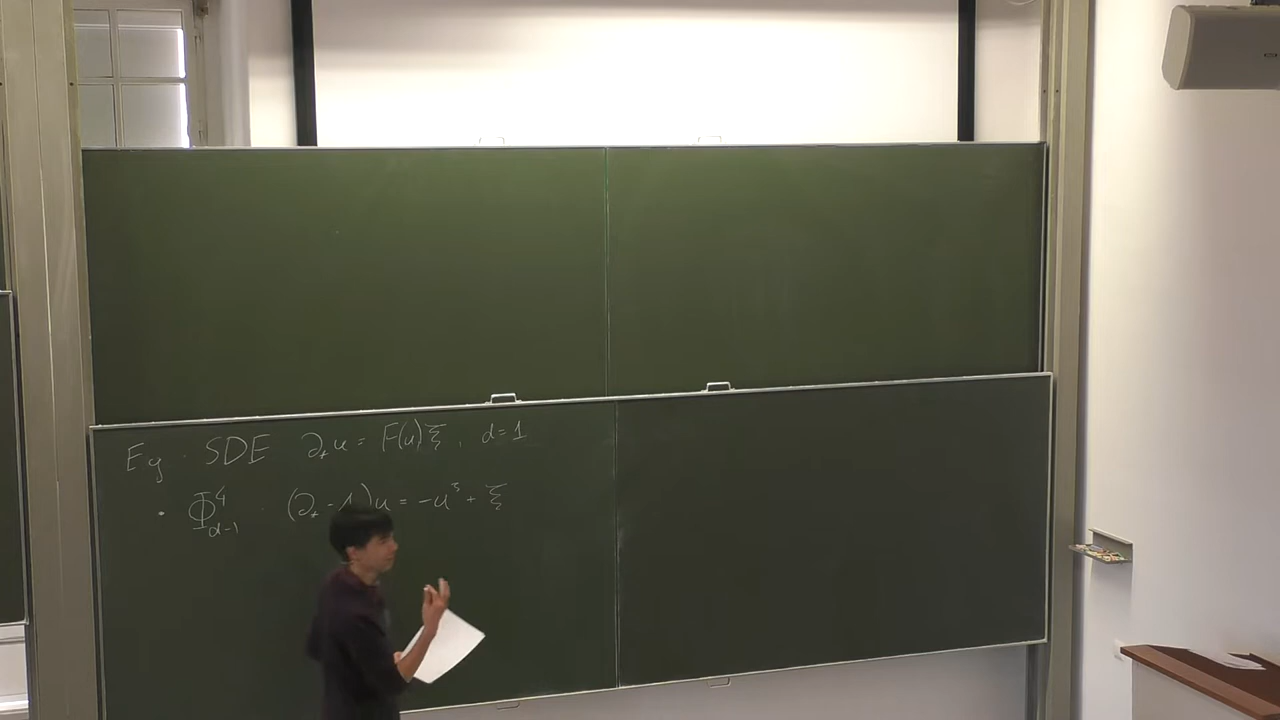 Eg · SDE ∂ₜu = F(u)ξ, d=1
· Φ⁴_{d-1} · (∂ₜ - Δ)u = -u³ + ξ